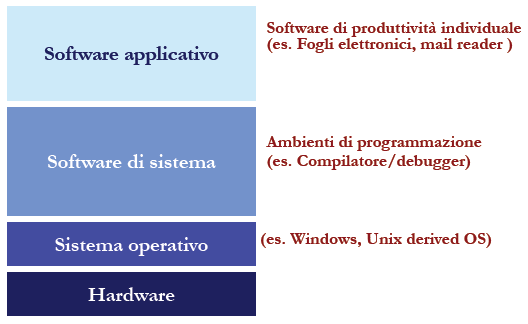 Software applicativo
Software di produttività individuale
(es. Fogli elettronici, mail reader )
Software di sistema
Ambienti di programmazione
(es. Compilatore/debugger)
Sistema operativo
(es. Windows, Unix derived OS)
Hardware